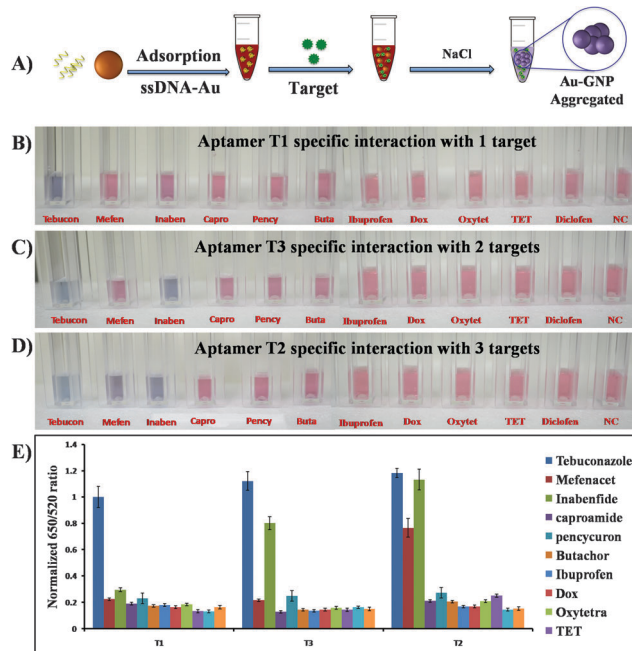 A)
Adsorption
ssDNA-Au
Target
NaCl
Au-GNP
Aggregated
B)
Aptamer T1 specific interaction with 1 target
Tebucon Mefen Inaben Capro Pency Buta Ibuprofen Dox Oxytet TET Diclofen NC
C)
Aptamer T3 specific interaction with 2 targets
Tebucon Mefen Inaben Capro Pency Buta Ibuprofen Dox Oxytet TET Diclofen NC
D)
Aptamer T2 specific interaction with 3 targets
Tebucon Mefen Inaben Capro Pency Buta Ibuprofen Dox Oxytet TET Diclofen NC
E)
Normalized 650/520 ratio
1.4
1.2
1
0.8
0.6
0.4
0.2
0
T1 T3 T2
Tebuconazole
Mefenacet
Inabenfide
caproamide
pencycuron
Butachor
Ibuprofen
Dox
Oxytetra
TET